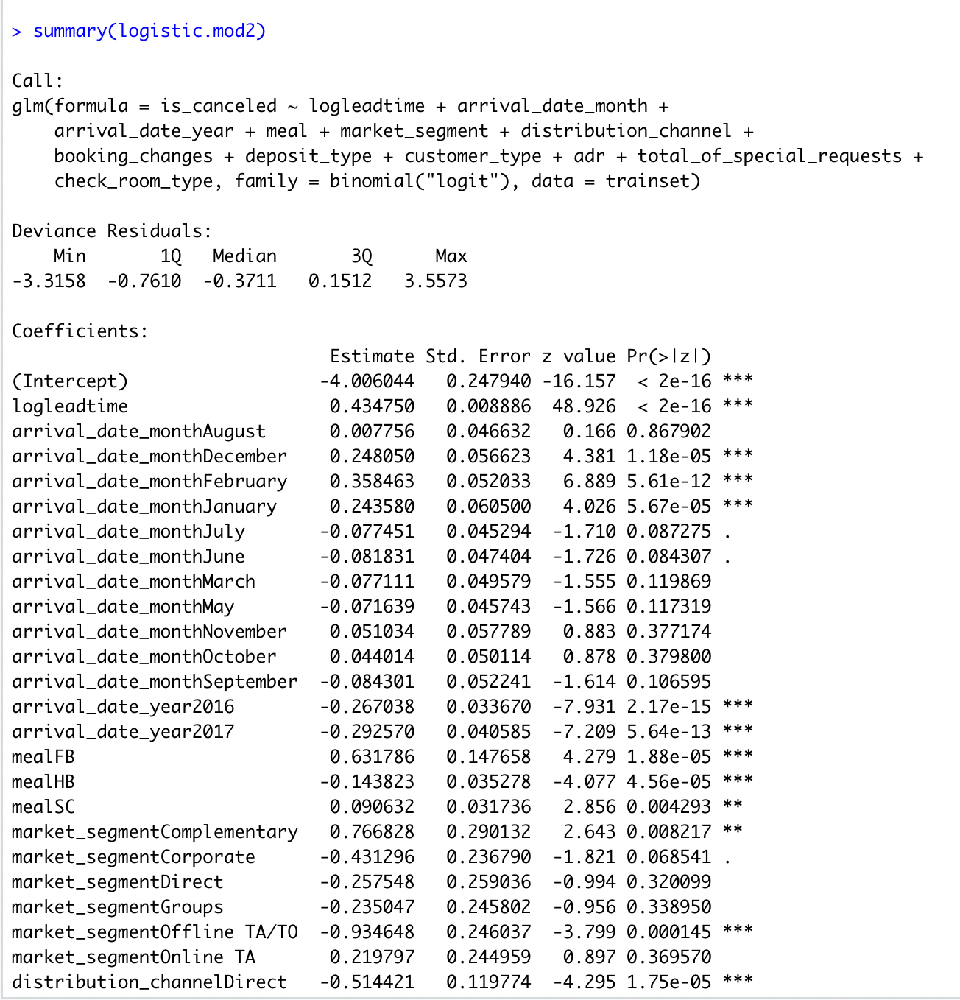 > summary(logistic.mod2)
Call:
glm(formula = is_canceled ~ logleadtime + arrival_date_month +
    arrival_date_year + meal + market_segment + distribution_channel +
    booking_changes + deposit_type + customer_type + adr + total_of_special_requests +
    check_room_type, family = binomial("logit"), data = trainset)
Deviance Residuals:
    Min       1Q   Median       3Q      Max
-3.3158  -0.7610  -0.3711   0.1512   3.5573
Coefficients:
                              Estimate Std. Error z value Pr(>|z|)
(Intercept)                  -4.006044   0.247940 -16.157  < 2e-16 ***
logleadtime                   0.434750   0.008886  48.926  < 2e-16 ***
arrival_date_monthAugust      0.007756   0.046632   0.166 0.867902
arrival_date_monthDecember    0.248050   0.056623   4.381 1.18e-05 ***
arrival_date_monthFebruary    0.358463   0.052033   6.889 5.61e-12 ***
arrival_date_monthJanuary     0.243580   0.060500   4.026 5.67e-05 ***
arrival_date_monthJuly       -0.077451   0.045294  -1.710 0.087275 .
arrival_date_monthJune       -0.081831   0.047404  -1.726 0.084307 .
arrival_date_monthMarch      -0.077111   0.049579  -1.555 0.119869
arrival_date_monthMay        -0.071639   0.045743  -1.566 0.117319
arrival_date_monthNovember    0.051034   0.057789   0.883 0.377174
arrival_date_monthOctober     0.044014   0.050114   0.878 0.379800
arrival_date_monthSeptember  -0.084301   0.052241  -1.614 0.106595
arrival_date_year2016        -0.267038   0.033670  -7.931 2.17e-15 ***
arrival_date_year2017        -0.292570   0.040585  -7.209 5.64e-13 ***
mealFB                        0.631786   0.147658   4.279 1.88e-05 ***
mealHB                       -0.143823   0.035278  -4.077 4.56e-05 ***
mealSC                        0.090632   0.031736   2.856 0.004293 **
market_segmentComplementary   0.766828   0.290132   2.643 0.008217 **
market_segmentCorporate      -0.431296   0.236790  -1.821 0.068541 .
market_segmentDirect         -0.257548   0.259036  -0.994 0.320099
market_segmentGroups         -0.235047   0.245802  -0.956 0.338950
market_segmentOffline TA/TO  -0.934648   0.246037  -3.799 0.000145 ***
market_segmentOnline TA       0.219797   0.244959   0.897 0.369570
distribution_channelDirect   -0.514421   0.119774  -4.295 1.75e-05 ***